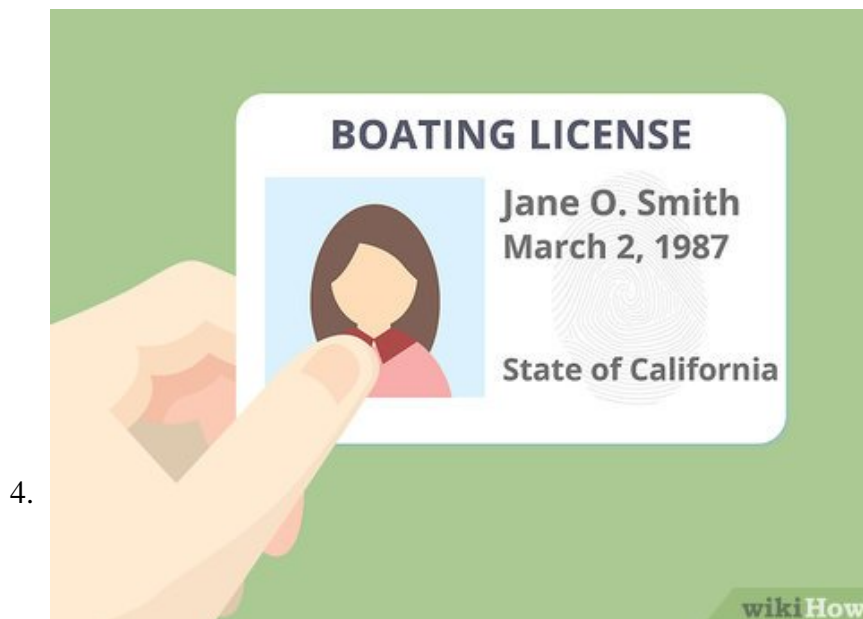 BOATING LICENSE
Jane O. Smith
March 2, 1987
State of California
4.
wikiHow